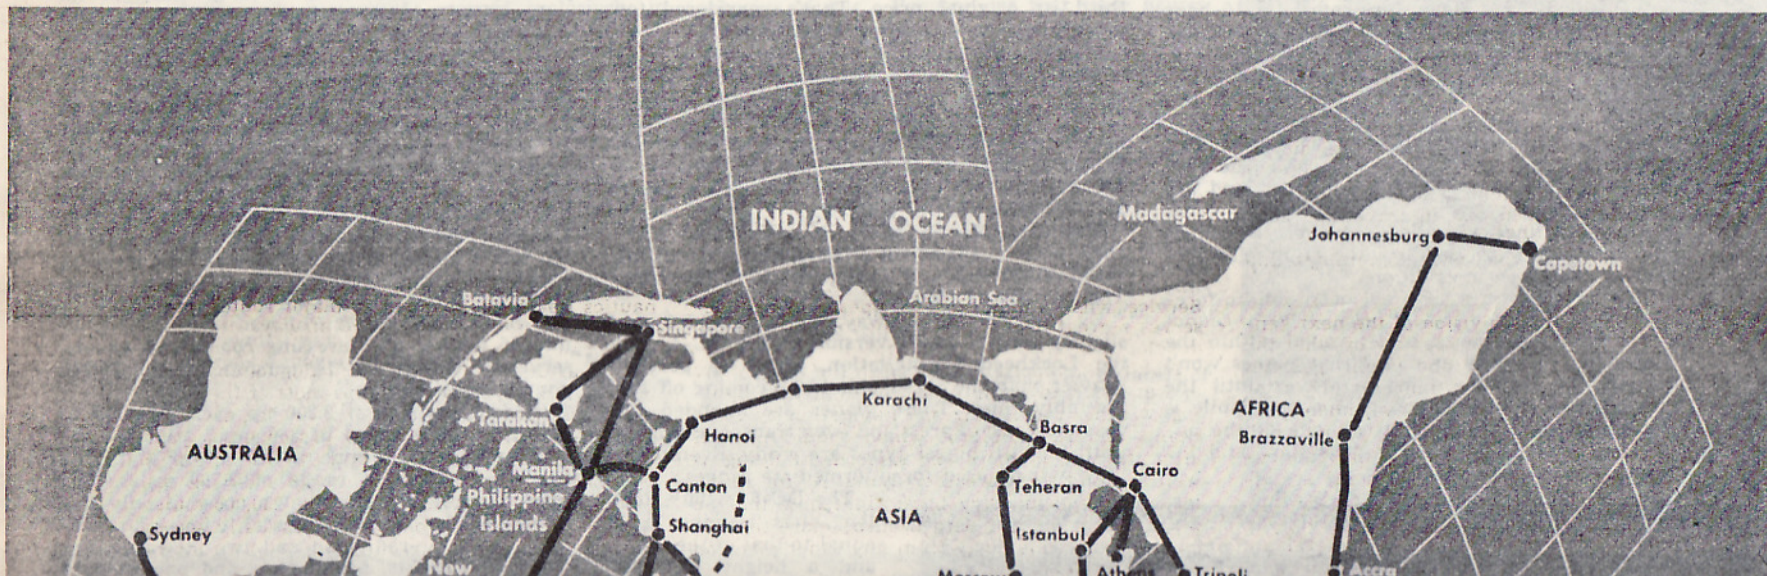 INDIAN OCEAN
Madagascar
Johannesburg
Capetown
Batavia
Arabian Sea
Singapore
Karachi
AFRICA
Tarakan
Hanoi
Basra
Brazzaville
AUSTRALIA
Manila
Cairo
Canton
Teheran
Philippine
Islands
ASIA
Shanghai
Istanbul
Sydney
New
Athens
Tripoli
Accra